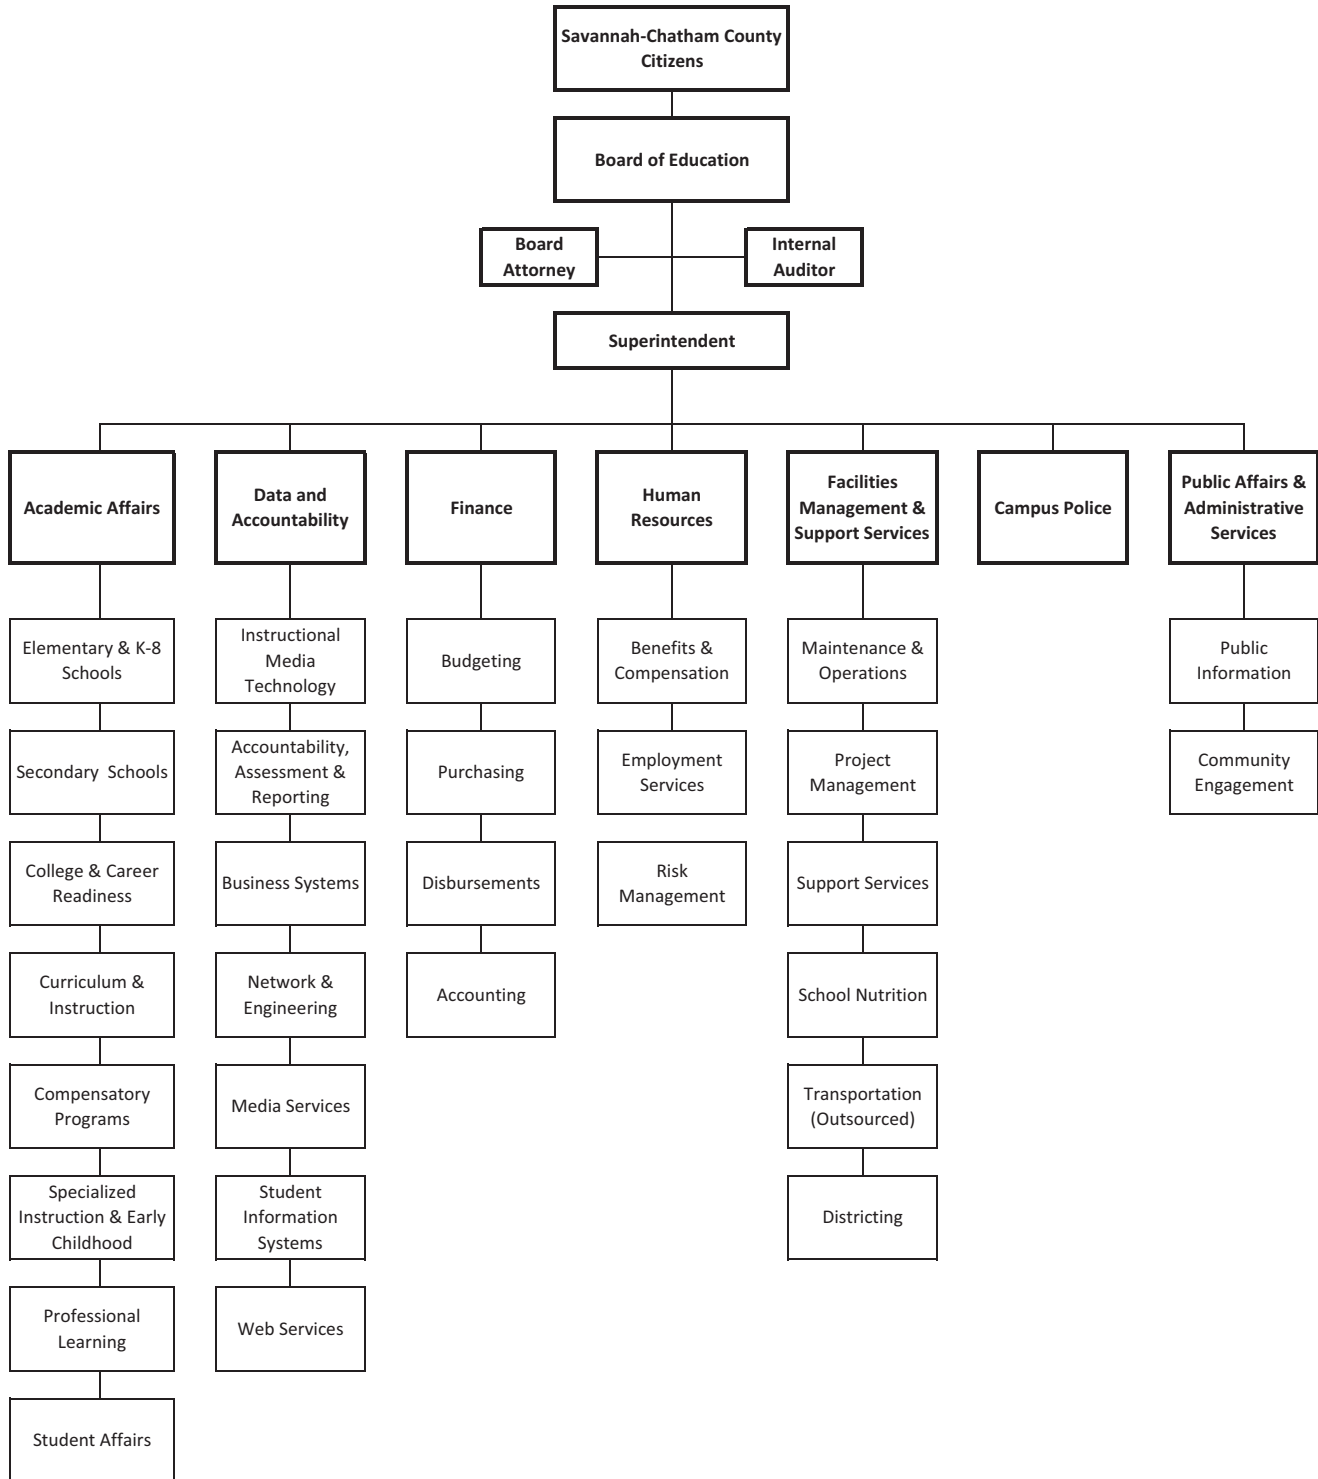 Savannah-Chatham County
Citizens
Board of Education
Board
Attorney
Internal
Auditor
Superintendent
Academic Affairs
Data and
Accountability
Finance
Human
Resources
Facilities
Management &
Support Services
Campus Police
Public Affairs &
Administrative
Services
Elementary & K-8
Schools
Secondary Schools
College & Career
Readiness
Curriculum &
Instruction
Compensatory
Programs
Specialized
Instruction & Early
Childhood
Professional
Learning
Student Affairs
Instructional
Media
Technology
Accountability,
Assessment &
Reporting
Business Systems
Network &
Engineering
Media Services
Student
Information
Systems
Web Services
Budgeting
Purchasing
Disbursements
Accounting
Benefits &
Compensation
Employment
Services
Risk
Management
Maintenance &
Operations
Project
Management
Support Services
School Nutrition
Transportation
(Outsourced)
Districting
Public
Information
Community
Engagement